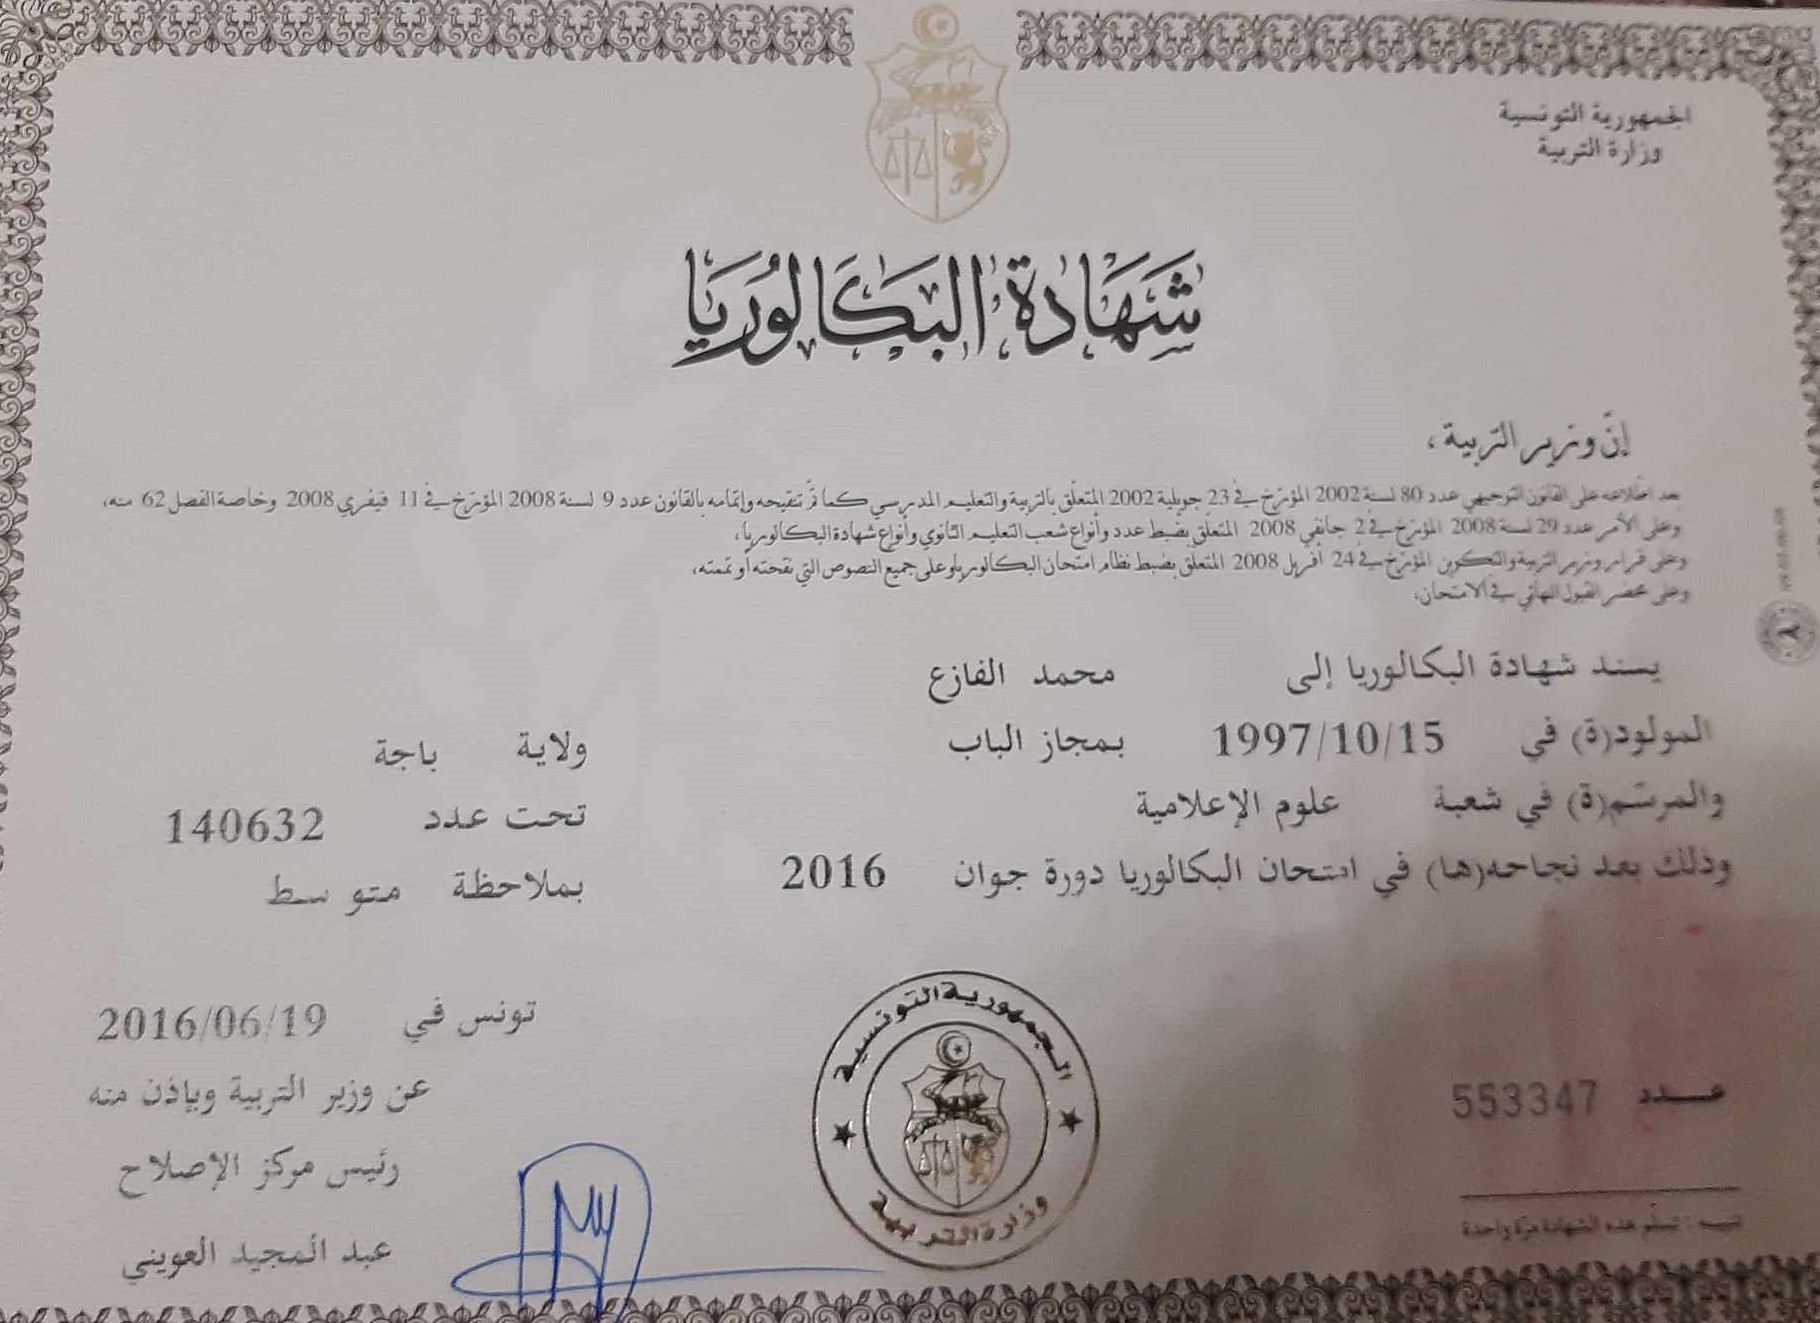 الجمهورية التونسية
وزارة التربية
شهادة البكالوريا
إنّ وزير التربية،
بعد اطلاعه على القانون التوجيهي عدد 80 لسنة 2002 المؤرّخ في 23 جويلية 2002 المتعلّق بالتربية والتعليم المدرسي كما تمّ تنقيحه وإتمامه بالقانون عدد 9 لسنة 2008 المؤرّخ في 11 فيفري 2008 وخاصة الفصل 62 منه،
وعلى الأمر عدد 29 لسنة 2008 المؤرّخ في 2 جانفي 2008 المتعلق بضبط عدد وأنواع شعب التعليم الثانوي وأنواع شهادة البكالوريا،
وعلى قرار وزير التربية والتكوين المؤرّخ في 24 أفريل 2008 المتعلق بضبط نظام امتحان البكالوريا وعلى جميع النصوص التي نقحته أو تممته،
وعلى محضر القبول النهائي في الامتحان،
يسند شهادة البكالوريا إلى محمد الفازع
المولود(ة) في 1997/10/15 بمجاز الباب ولاية باجة
والمرسّم(ة) في شعبة علوم الإعلامية تحت عدد 140632
وذلك بعد نجاحه(ها) في امتحان البكالوريا دورة جوان 2016 بملاحظة متوسط
تونس في 2016/06/19
عن وزير التربية وبإذن منه
رئيس مركز الإصلاح
عبد المجيد العويني
الجمهورية التونسية
وزارة التربية
عدد 553347
تنبيه : تسلّم هذه الشهادة مرّة واحدة